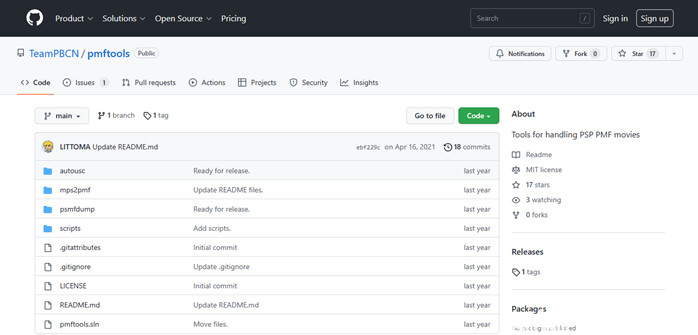 Product Solutions Open Source Pricing Search / Sign in Sign up
TeamPBCN / pmftools Public Notifications Fork 0 Star 17
Code Issues 1 Pull requests Actions Projects Security Insights
main 1 branch 1 tag Go to file Code
LITTOMA Update README.md ebf229c on Apr 16, 2021 18 commits
autousc Ready for release. last year
mps2pmf Update README files. last year
psmfdump Ready for release. last year
scripts Add scripts. last year
.gitattributes Initial commit last year
.gitignore Update .gitignore last year
LICENSE Initial commit last year
README.md Update README.md last year
pmftools.sln Move files. last year
About
Tools for handling PSP PMF movies
Readme
MIT license
17 stars
3 watching
0 forks
Releases
1 tags
Packages